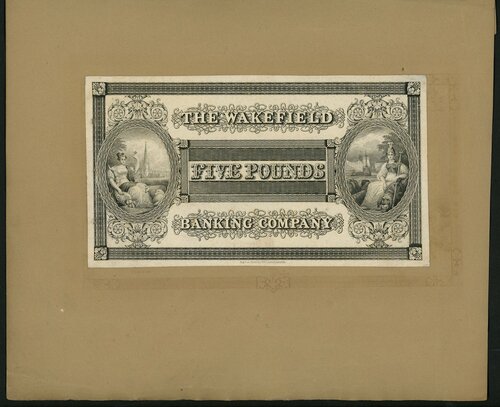 THE WAKEFIELD
FIVE POUNDS
BANKING COMPANY